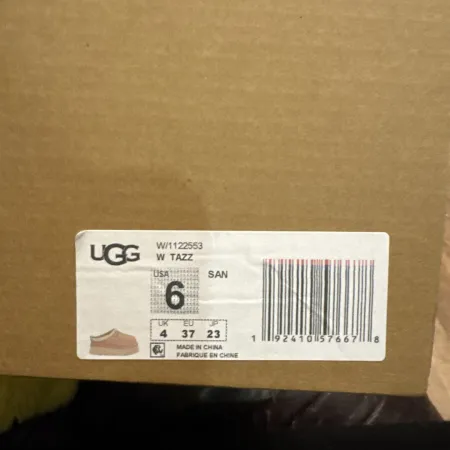 UGG
W/1122553
W TAZZ
USA
6
SAN
UK EU JP
4 37 23
MADE IN CHINA
FABRIQUE EN CHINE
1 92410 57667 8